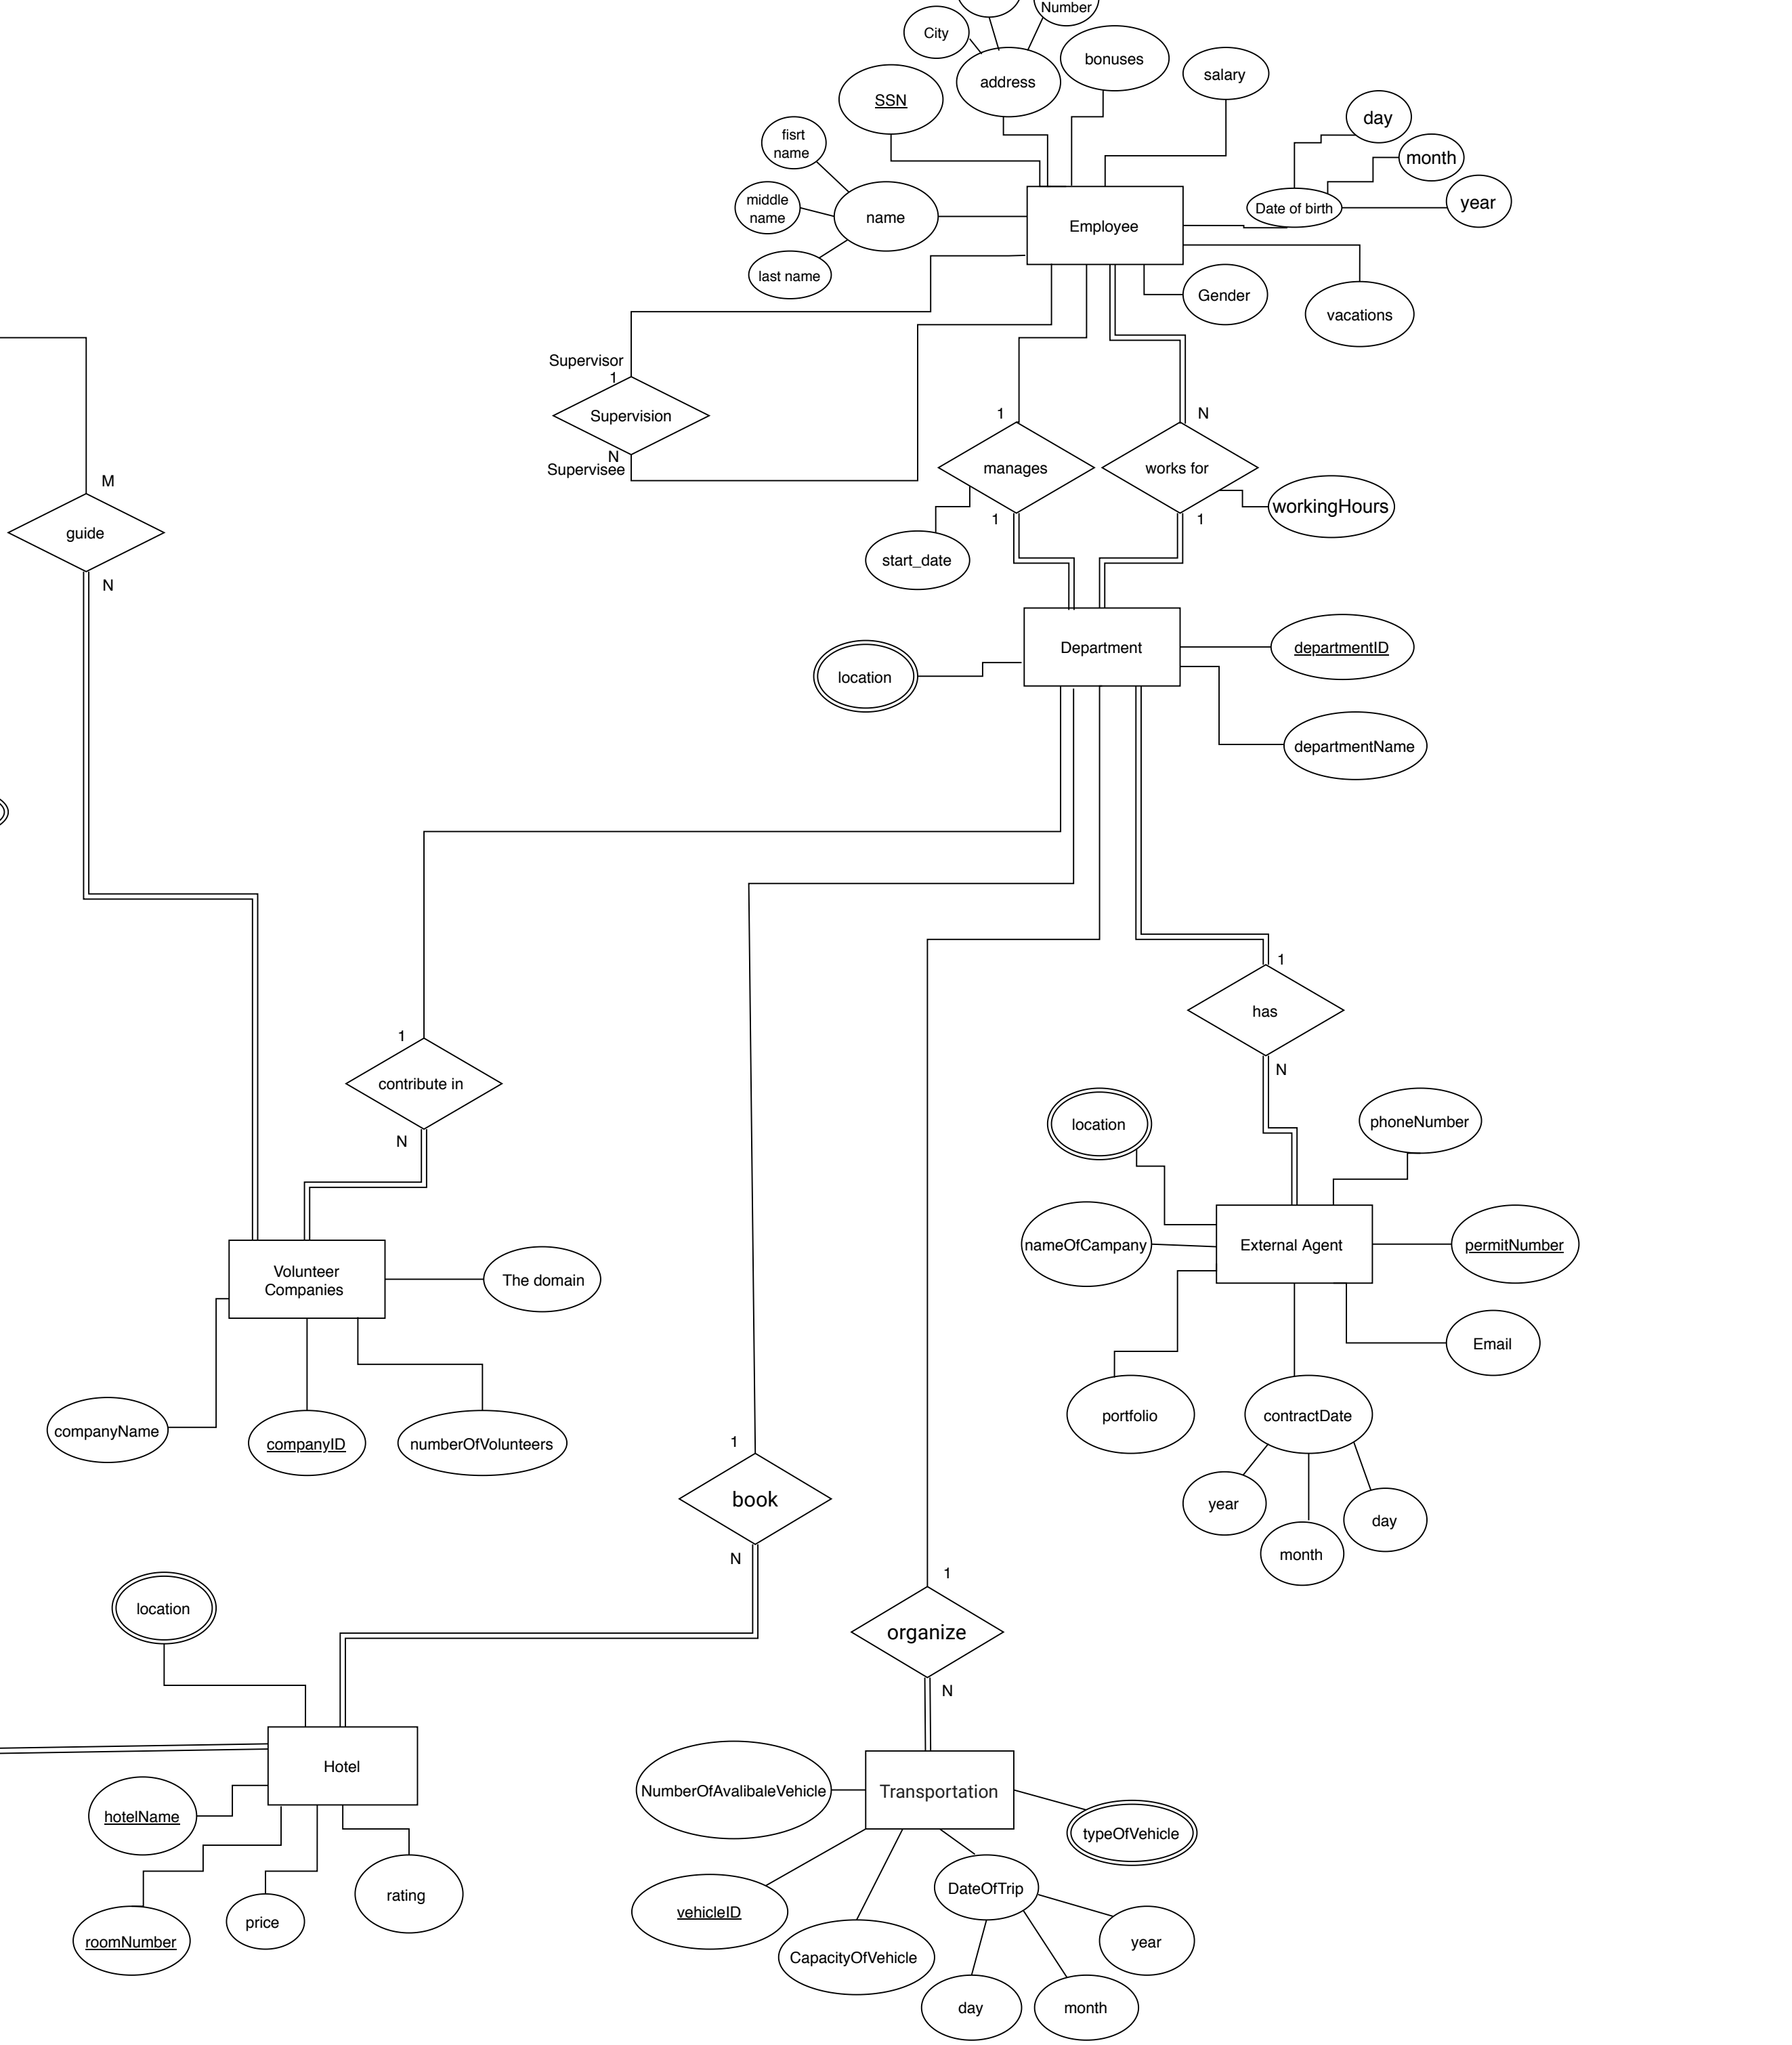 Number
City
bonuses
address
salary
SSN
day
fisrt
name
month
middle
name
year
Date of birth
name
Employee
last name
Gender
vacations
Supervisor
1
Supervision
N
Supervisee
1
N
manages
works for
M
guide
N
workingHours
1
1
start_date
Department
departmentID
location
departmentName
1
has
N
1
contribute in
N
location
phoneNumber
nameOfCampany
External Agent
permitNumber
Volunteer
Companies
The domain
Email
portfolio
contractDate
companyName
companyID
numberOfVolunteers
1
book
N
year
day
month
1
location
organize
N
Hotel
NumberOfAvalibaleVehicle
Transportation
hotelName
typeOfVehicle
rating
DateOfTrip
vehicleID
price
roomNumber
year
CapacityOfVehicle
day
month